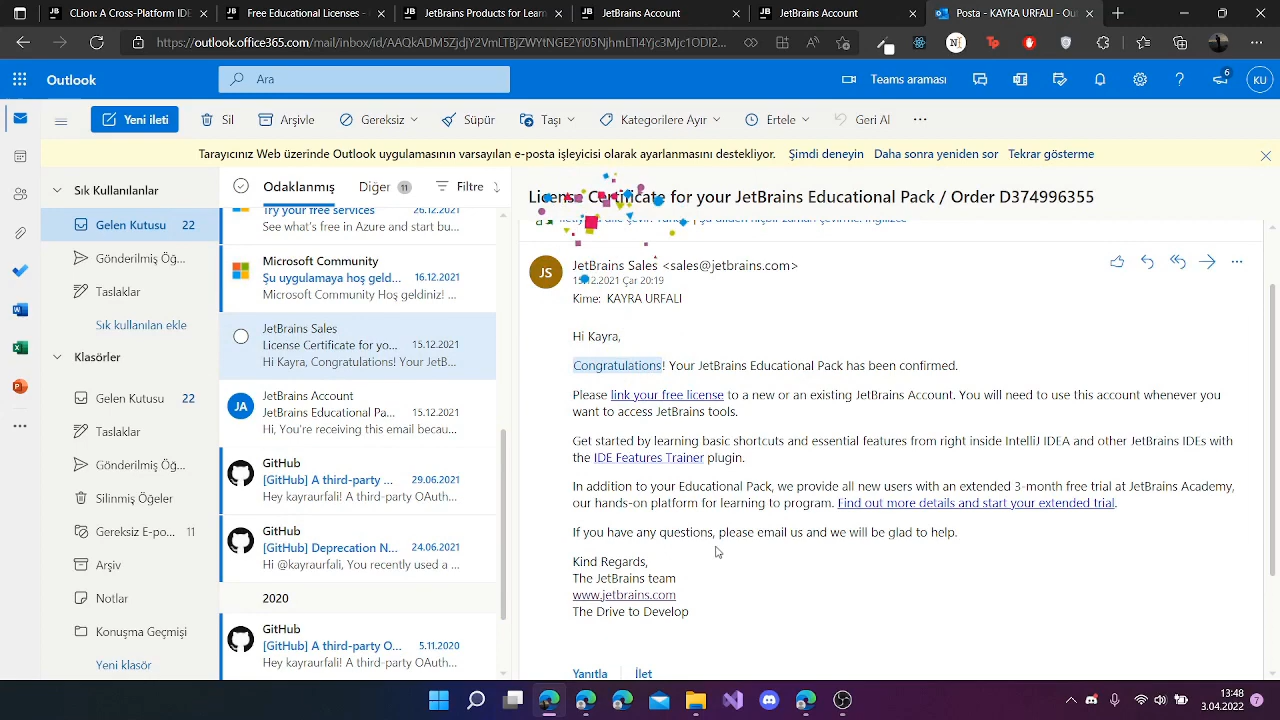 CLion: A Cross-Platform IDE
Free Educational Licenses -
JetBrains Products for Learn
JetBrains Account
JetBrains Account
Posta - KAYRA URFALI - Out
https://outlook.office365.com/mail/inbox/id/AAQkADM5ZjdjY2VmLTBjZWYtNGE2Yi05NjhmLTI4Yjc3Mjc1ODI2...
Outlook
Ara
Teams araması
6
KU
Yeni ileti
Sil
Arşivle
Gereksiz
Süpür
Taşı
Kategorilere Ayır
Ertele
Geri Al
Tarayıcınız Web üzerinde Outlook uygulamasının varsayılan e-posta işleyicisi olarak ayarlanmasını destekliyor.
Şimdi deneyin
Daha sonra yeniden sor
Tekrar gösterme
Sık Kullanılanlar
Gelen Kutusu 22
Gönderilmiş Öğ...
Taslaklar
Sık kullanılan ekle
Klasörler
Gelen Kutusu 22
Taslaklar
Gönderilmiş Öğ...
Silinmiş Öğeler
Gereksiz E-po... 11
Arşiv
Notlar
Konuşma Geçmişi
Yeni klasör
Odaklanmış
Diğer 11
Filtre
Try your free services 26.12.2021
See what's free in Azure and start bu...
Microsoft Community
Şu uygulamaya hoş geld... 16.12.2021
Microsoft Community Hoş geldiniz! ...
JetBrains Sales
License Certificate for yo... 15.12.2021
Hi Kayra, Congratulations! Your JetB...
JA
JetBrains Account
JetBrains Educational Pa... 15.12.2021
Hi, You're receiving this email becau...
GitHub
[GitHub] A third-party ... 29.06.2021
Hey kayraurfali! A third-party OAuth...
GitHub
[GitHub] Deprecation N... 24.06.2021
Hi @kayraurfali, You recently used a ...
2020
GitHub
[GitHub] A third-party O... 5.11.2020
Hey kayraurfali! A third-party OAuth...
License Certificate for your JetBrains Educational Pack / Order D374996355
JS
JetBrains Sales <sales@jetbrains.com>
15.12.2021 Çar 20:19
Kime: KAYRA URFALI
Hi Kayra,
Congratulations! Your JetBrains Educational Pack has been confirmed.
Please link your free license to a new or an existing JetBrains Account. You will need to use this account whenever you
want to access JetBrains tools.
Get started by learning basic shortcuts and essential features from right inside IntelliJ IDEA and other JetBrains IDEs with
the IDE Features Trainer plugin.
In addition to your Educational Pack, we provide all new users with an extended 3-month free trial at JetBrains Academy,
our hands-on platform for learning to program. Find out more details and start your extended trial.
If you have any questions, please email us and we will be glad to help.
Kind Regards,
The JetBrains team
www.jetbrains.com
The Drive to Develop
Yanıtla
İlet
13:48
3.04.2022
7